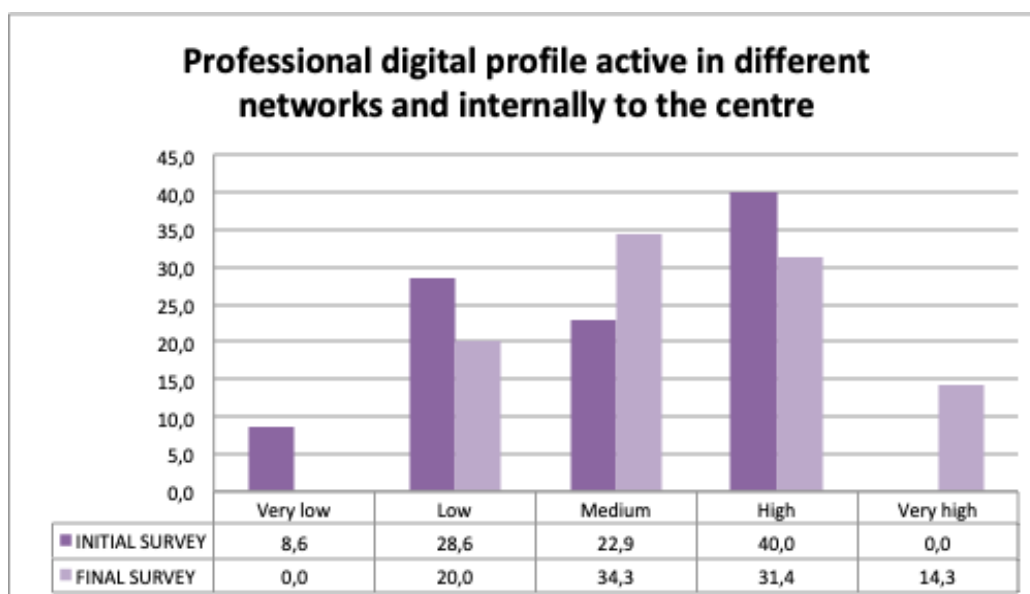 Professional digital profile active in different
networks and internally to the centre
45,0
40,0
35,0
30,0
25,0
20,0
15,0
10,0
5,0
0,0
Very low Low Medium High Very high
INITIAL SURVEY 8,6 28,6 22,9 40,0 0,0
FINAL SURVEY 0,0 20,0 34,3 31,4 14,3